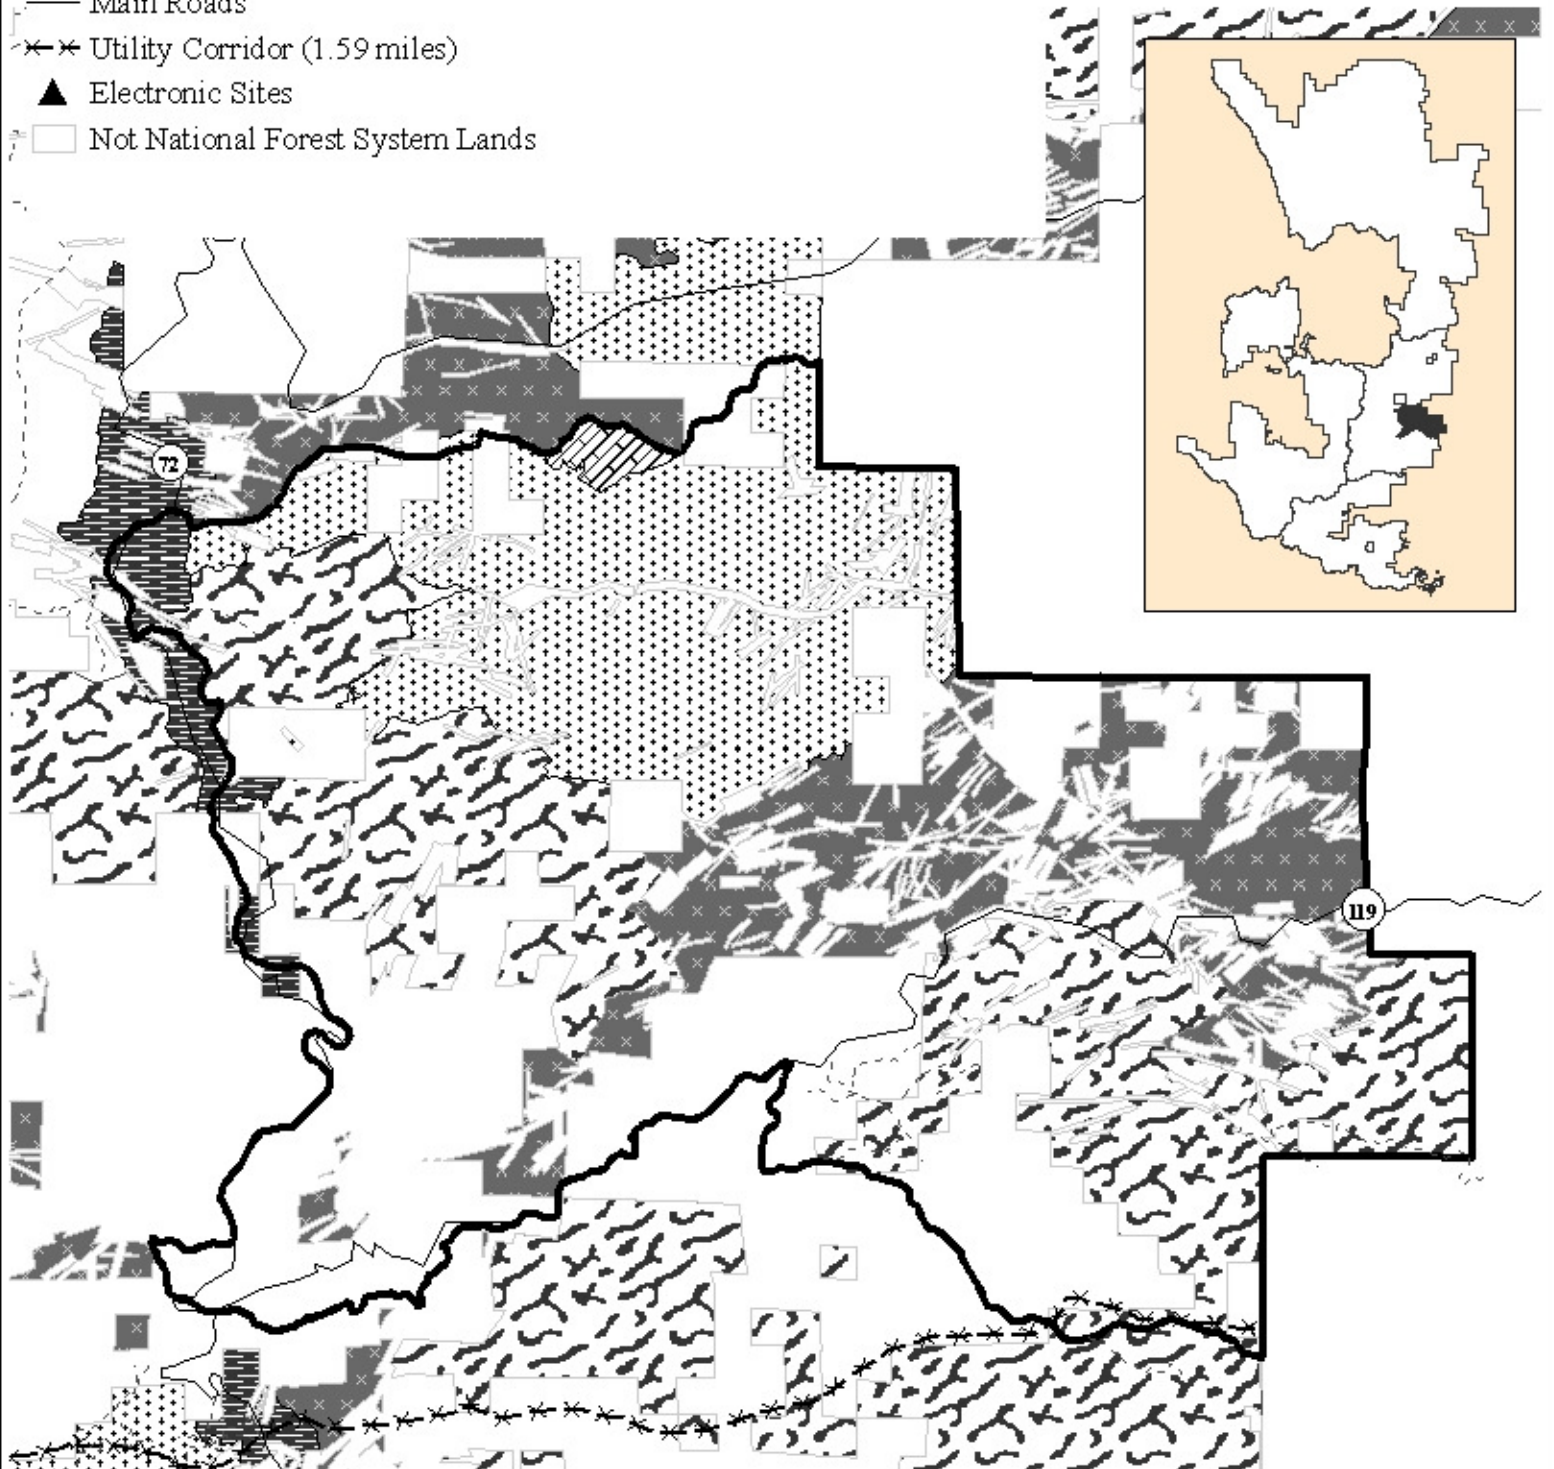 Main Roads
Utility Corridor (1.59 miles)
Electronic Sites
Not National Forest System Lands
72
119